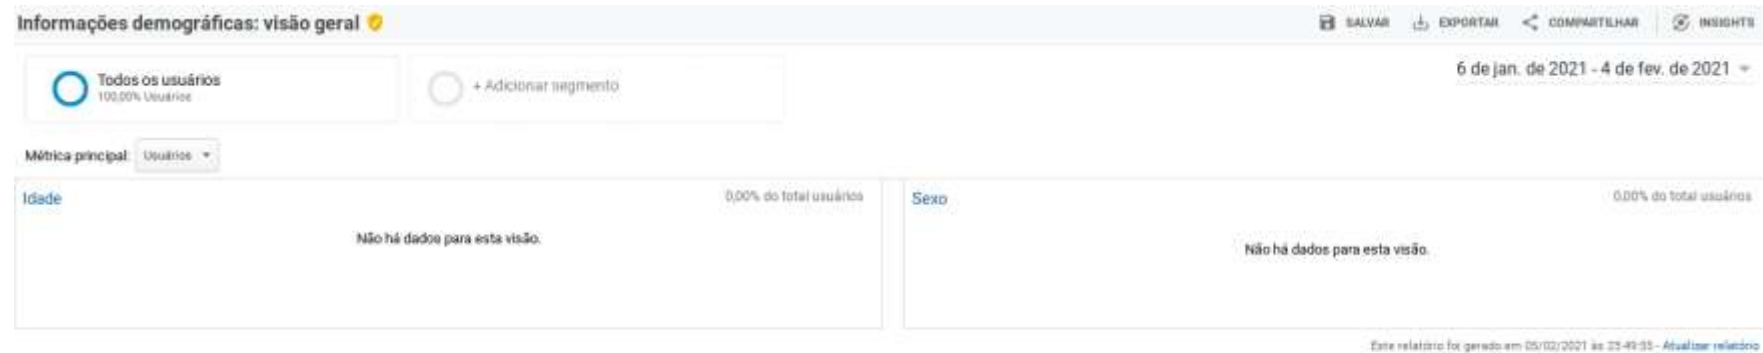 Informações demográficas: visão geral
SALVAR EXPORTAR COMPARTILHAR INSIGHTS
Todos os usuários
100,00% Usuários
+ Adicionar segmento
6 de jan. de 2021 - 4 de fev. de 2021
Métrica principal: Usuários
Idade
0,00% do total usuários
Não há dados para esta visão.
Sexo
0,00% do total usuários
Não há dados para esta visão.
Este relatório foi gerado em 05/02/2021 às 23:49:55 - Atualizar relatório